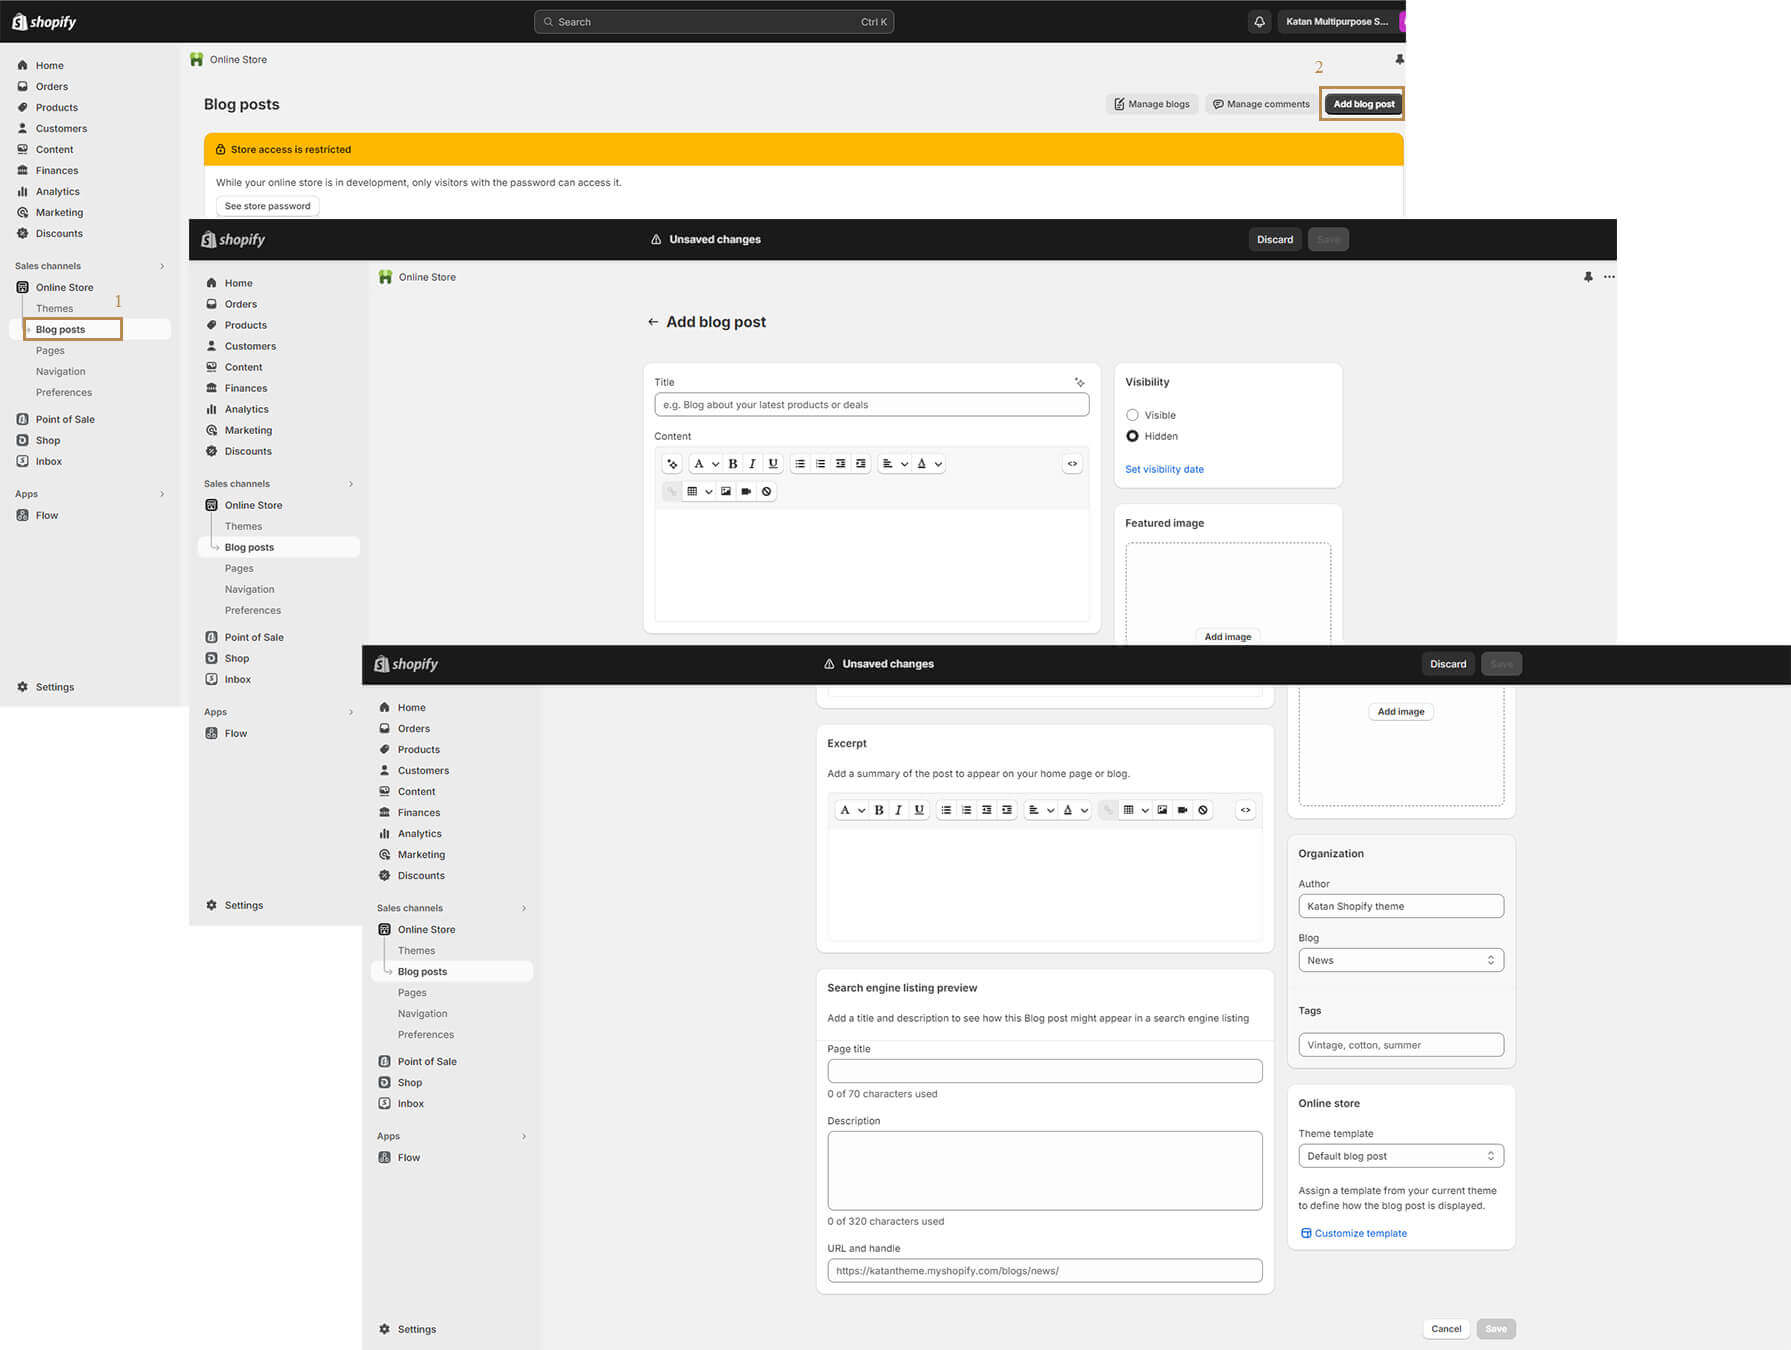 shopify
Search
Ctrl K
Katan Multipurpose S...
Home
Orders
Products
Customers
Content
Finances
Analytics
Marketing
Discounts
Sales channels
Online Store
Themes
1
Blog posts
Pages
Navigation
Preferences
Point of Sale
Shop
Inbox
Apps
Flow
Settings
Online Store
Blog posts
Manage blogs
Manage comments
2
Add blog post
Store access is restricted
While your online store is in development, only visitors with the password can access it.
See store password
shopify
Unsaved changes
Discard
Save
Home
Orders
Products
Customers
Content
Finances
Analytics
Marketing
Discounts
Sales channels
Online Store
Themes
Blog posts
Pages
Navigation
Preferences
Point of Sale
Shop
Inbox
Apps
Flow
Settings
Online Store
Add blog post
Title
e.g. Blog about your latest products or deals
Content
A
B I U
A
<>
Visibility
Visible
Hidden
Set visibility date
Featured image
Add image
shopify
Unsaved changes
Discard
Save
Home
Orders
Products
Customers
Content
Finances
Analytics
Marketing
Discounts
Sales channels
Online Store
Themes
Blog posts
Pages
Navigation
Preferences
Point of Sale
Shop
Inbox
Apps
Flow
Settings
Excerpt
Add a summary of the post to appear on your home page or blog.
A
B I U
A
<>
Search engine listing preview
Add a title and description to see how this Blog post might appear in a search engine listing
Page title
0 of 70 characters used
Description
0 of 320 characters used
URL and handle
https://katantheme.myshopify.com/blogs/news/
Add image
Organization
Author
Katan Shopify theme
Blog
News
Tags
Vintage, cotton, summer
Online store
Theme template
Default blog post
Assign a template from your current theme
to define how the blog post is displayed.
Customize template
Cancel
Save